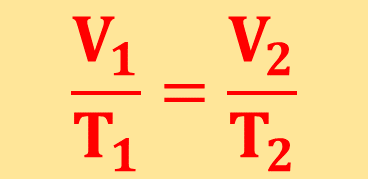 V₁/T₁ = V₂/T₂